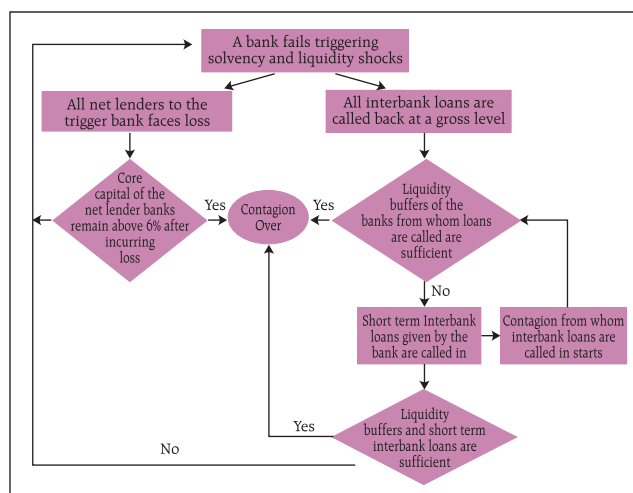 A bank fails triggering
solvency and liquidity shocks
All net lenders to the
trigger bank faces loss
All interbank loans are
called back at a gross level
Core
capital of the
net lender banks
remain above 6% after
incurring
loss
Yes
Contagion
Over
Yes
Liquidity
buffers of the
banks from whom loans
are called are
sufficient
No
Short term Interbank
loans given by the
bank are called in
Contagion from whom
interbank loans are
called in starts
Yes
Liquidity
buffers and short term
interbank loans are
sufficient
No